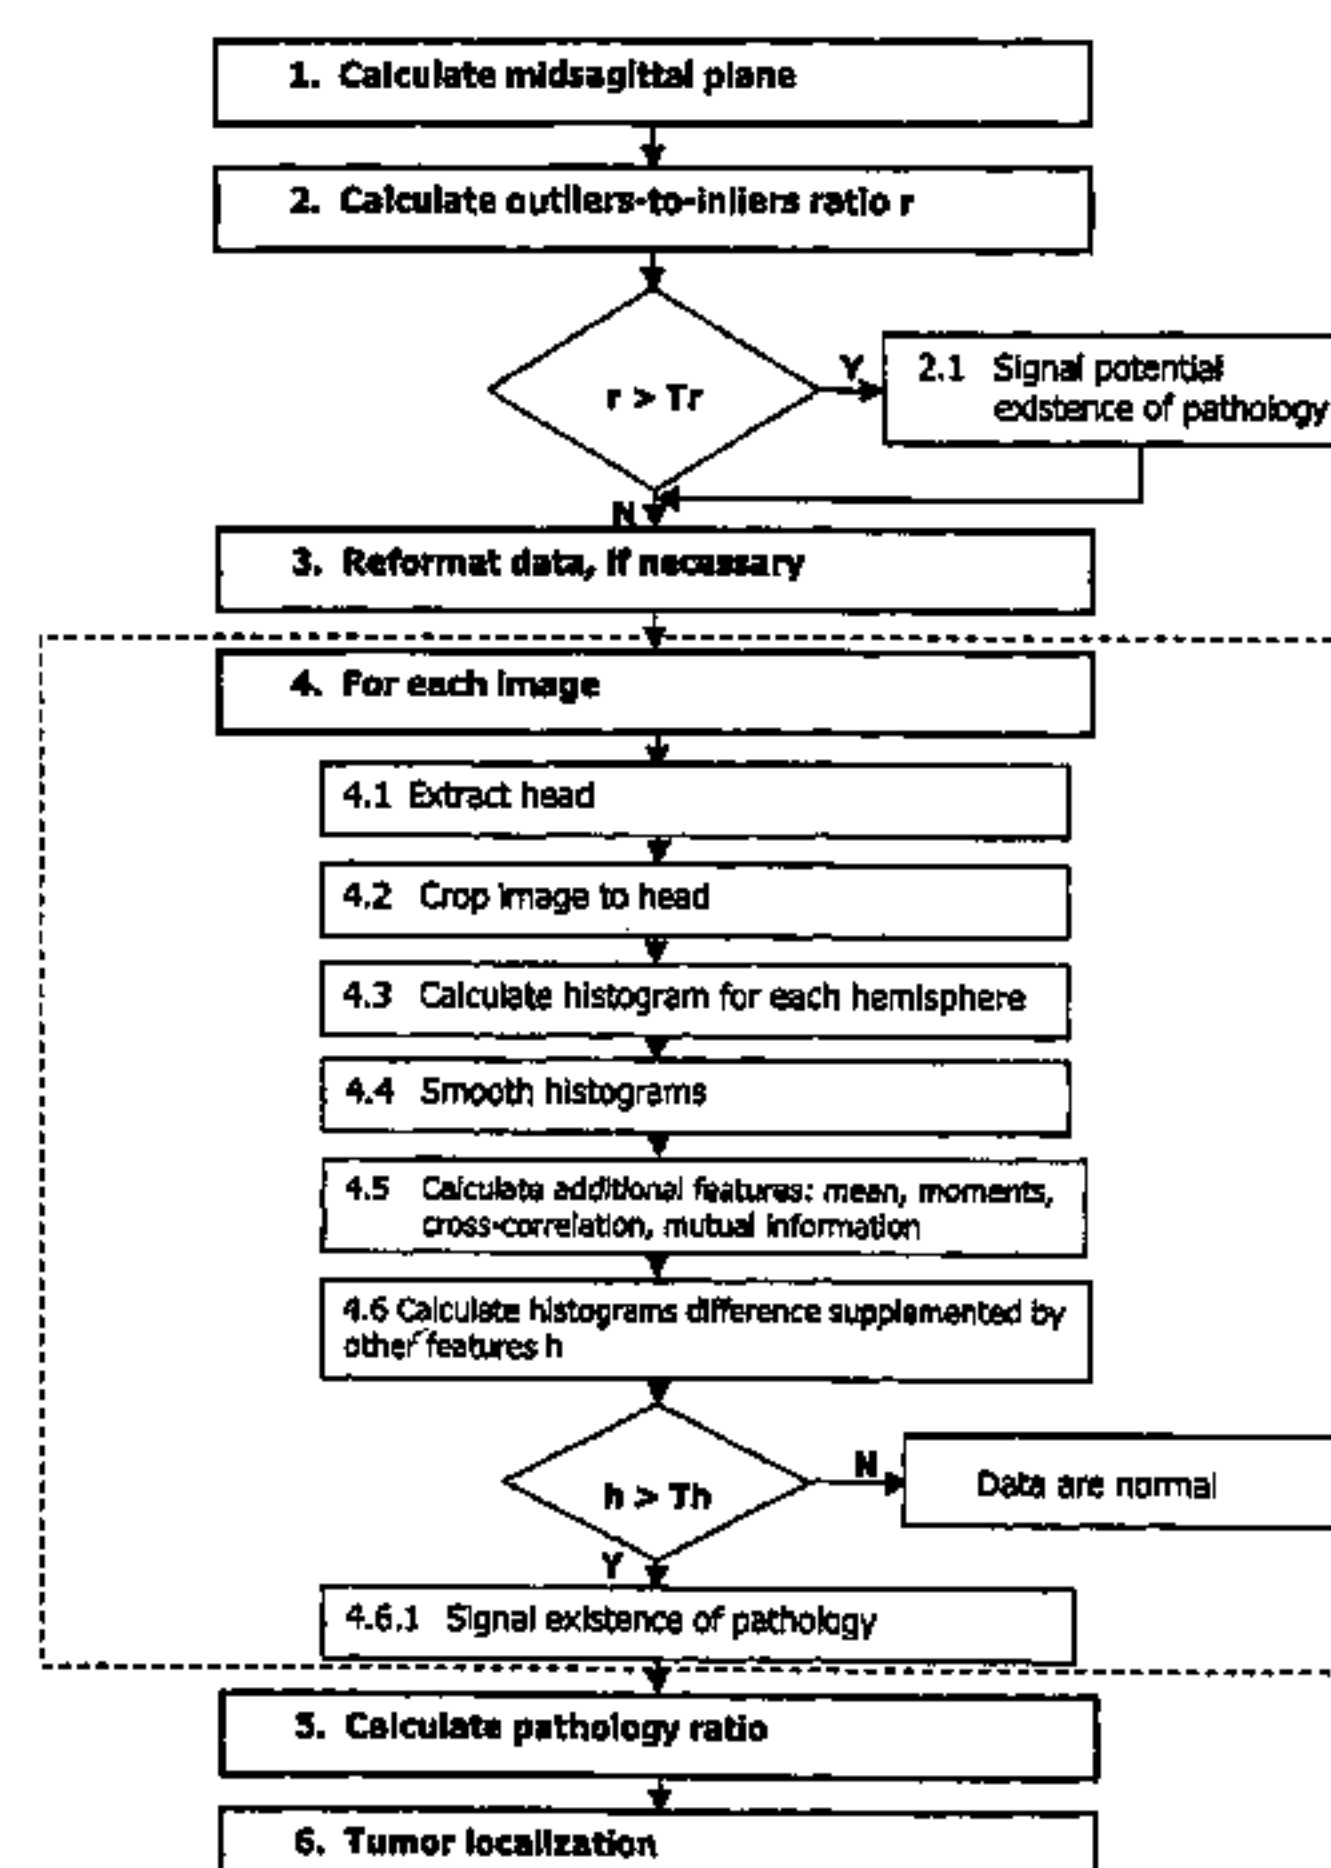 1. Calculate midsagittal plane
2. Calculate outliers-to-inliers ratio r
r > Tr
Y
2.1 Signal potential
existence of pathology
N
3. Reformat data, if necessary
4. For each image
4.1 Extract head
4.2 Crop image to head
4.3 Calculate histogram for each hemisphere
4.4 Smooth histograms
4.5 Calculate additional features: mean, moments,
cross-correlation, mutual information
4.6 Calculate histograms difference supplemented by
other features h
h > Th
N
Data are normal
Y
4.6.1 Signal existence of pathology
5. Calculate pathology ratio
6. Tumor localization